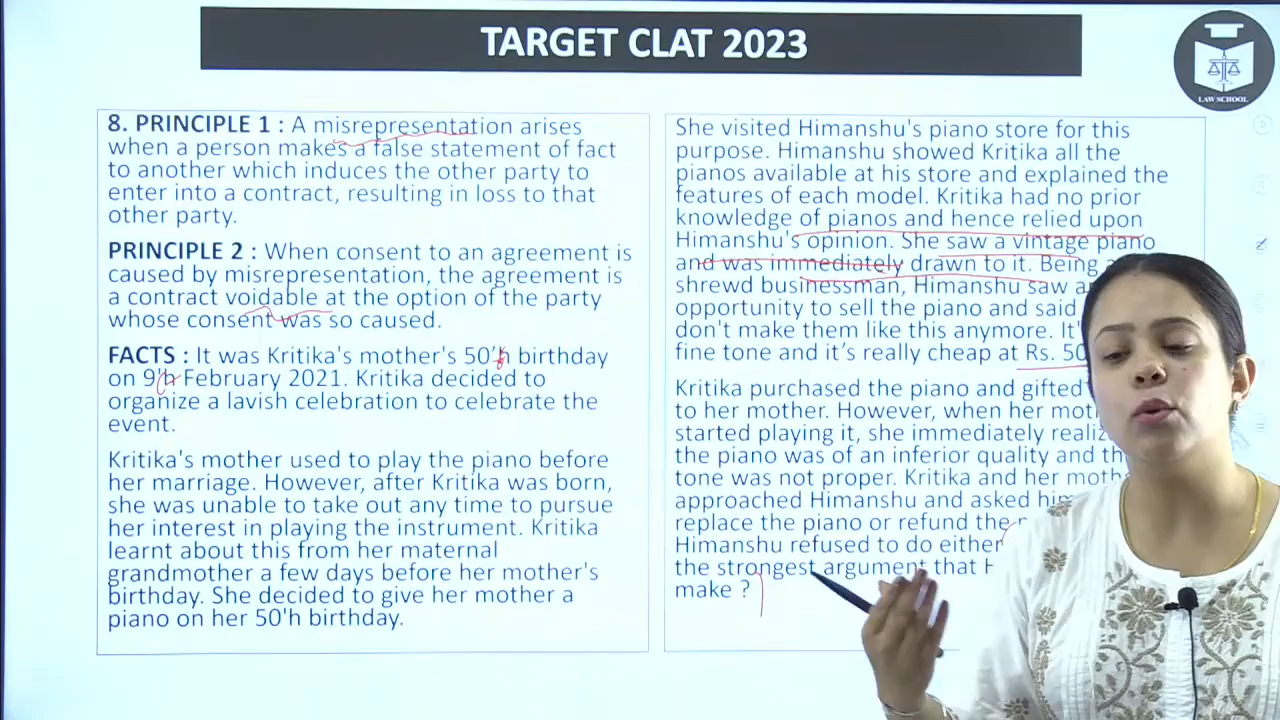 TARGET CLAT 2023
LAW SCHOOL
8. PRINCIPLE 1 : A misrepresentation arises
when a person makes a false statement of fact
to another which induces the other party to
enter into a contract, resulting in loss to that
other party.
PRINCIPLE 2 : When consent to an agreement is
caused by misrepresentation, the agreement is
a contract voidable at the option of the party
whose consent was so caused.
FACTS : It was Kritika's mother's 50'h birthday
on 9'h February 2021. Kritika decided to
organize a lavish celebration to celebrate the
event.
Kritika's mother used to play the piano before
her marriage. However, after Kritika was born,
she was unable to take out any time to pursue
her interest in playing the instrument. Kritika
learnt about this from her maternal
grandmother a few days before her mother's
birthday. She decided to give her mother a
piano on her 50'h birthday.
She visited Himanshu's piano store for this
purpose. Himanshu showed Kritika all the
pianos available at his store and explained the
features of each model. Kritika had no prior
knowledge of pianos and hence relied upon
Himanshu's opinion. She saw a vintage piano
and was immediately drawn to it. Being
shrewd businessman, Himanshu saw
opportunity to sell the piano and said
don't make them like this anymore. It'
fine tone and it's really cheap at Rs. 50
Kritika purchased the piano and gifted
to her mother. However, when her
started playing it, she immediately
the piano was of an inferior quality and
tone was not proper. Kritika and her
approached Himanshu and asked
replace the piano or refund the
Himanshu refused to do either
the strongest argument that
make ?